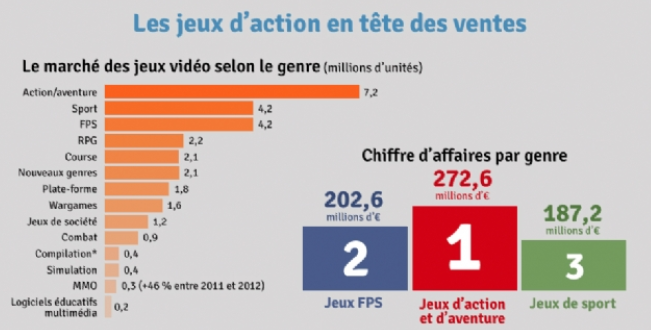 Les jeux d'action en tête des ventes
Le marché des jeux vidéo selon le genre (millions d'unités)
Action/aventure 7,2
Sport 4,2
FPS 4,2
RPG 2,2
Course 2,1
Nouveaux genres 2,1
Plate-forme 1,8
Wargames 1,6
Jeux de société 1,2
Combat 0,9
Compilation* 0,4
Simulation 0,4
MMO 0,3 (+46 % entre 2011 et 2012)
Logiciels éducatifs
multimédia 0,2
Chiffre d'affaires par genre
202,6
millions d'€
2
Jeux FPS
272,6
millions d'€
1
Jeux d'action
et d'aventure
187,2
millions d'€
3
Jeux de sport